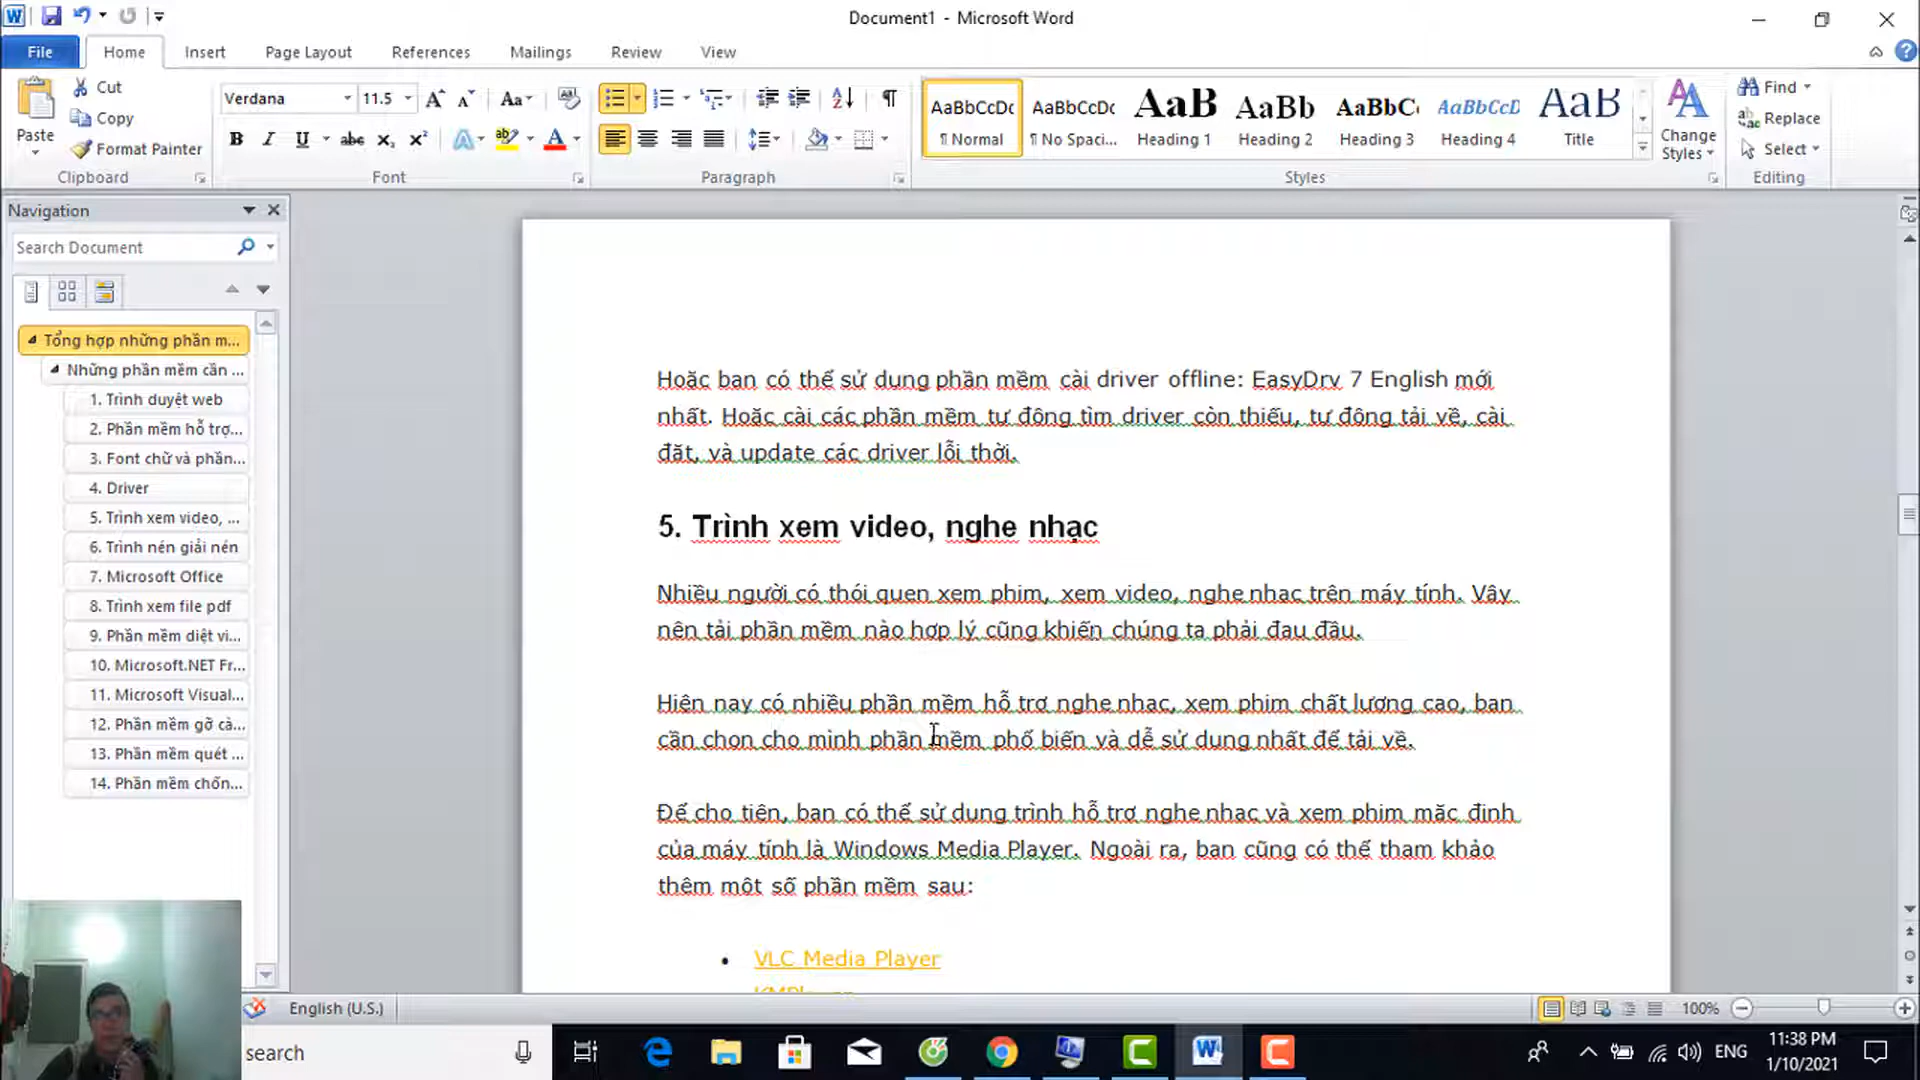 Document1 - Microsoft Word
File Home Insert Page Layout References Mailings Review View
Cut
Copy
Format Painter
Paste
Clipboard
Verdana 11.5
Font
Paragraph
AaBbCcDc AaBbCcDc AaBbC AaBb AaBbC AaBbCcD AaB
¶ Normal ¶ No Spaci... Heading 1 Heading 2 Heading 3 Heading 4 Title
Styles
Change Styles
Find
Replace
Select
Editing
Navigation
Search Document
Tổng hợp những phần m...
Những phần mềm cần ...
1. Trình duyệt web
2. Phần mềm hỗ trợ...
3. Font chữ và phần...
4. Driver
5. Trình xem video, ...
6. Trình nén giải nén
7. Microsoft Office
8. Trình xem file pdf
9. Phần mềm diệt vi...
10. Microsoft.NET Fr...
11. Microsoft Visual...
12. Phần mềm gỡ cà...
13. Phần mềm quét ...
14. Phần mềm chốn...
Hoặc bạn có thể sử dụng phần mềm cài driver offline: EasyDrv 7 English mới
nhất. Hoặc cài các phần mềm tự động tìm driver còn thiếu, tự động tải về, cài
đặt, và update các driver lỗi thời.
5. Trình xem video, nghe nhạc
Nhiều người có thói quen xem phim, xem video, nghe nhạc trên máy tính. Vậy
nên tải phần mềm nào hợp lý cũng khiến chúng ta phải đau đầu.
Hiện nay có nhiều phần mềm hỗ trợ nghe nhạc, xem phim chất lượng cao, bạn
cần chọn cho mình phần mềm phổ biến và dễ sử dụng nhất để tải về.
Để cho tiện, bạn có thể sử dụng trình hỗ trợ nghe nhạc và xem phim mặc định
của máy tính là Windows Media Player. Ngoài ra, bạn cũng có thể tham khảo
thêm một số phần mềm sau:
• VLC Media Player
English (U.S.)
100%
search
ENG
11:38 PM
1/10/2021